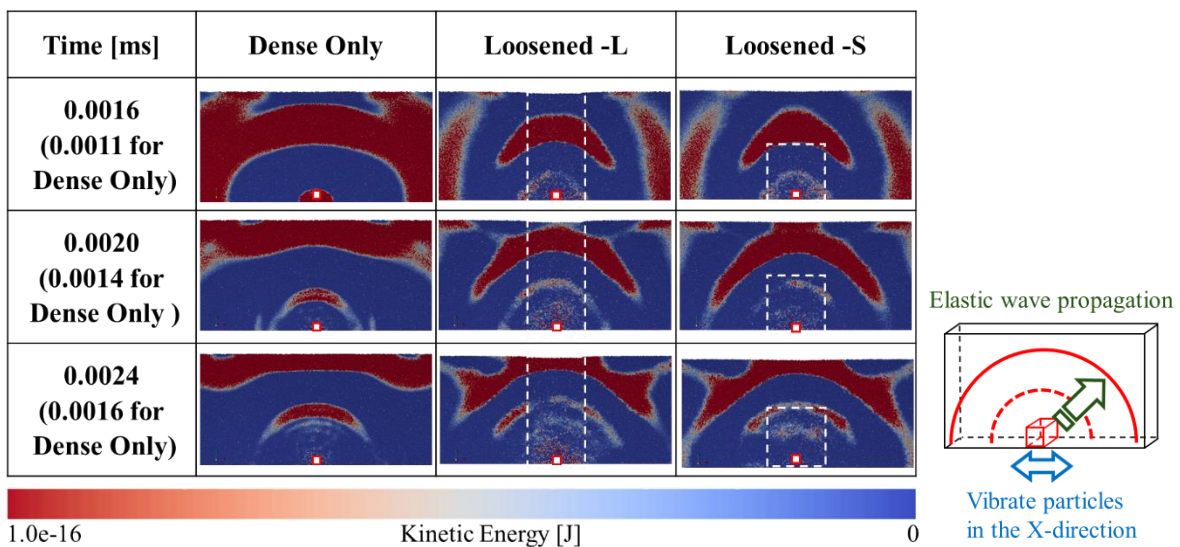 Time [ms]
Dense Only
Loosened -L
Loosened -S
0.0016
(0.0011 for
Dense Only)
0.0020
(0.0014 for
Dense Only )
0.0024
(0.0016 for
Dense Only)
1.0e-16
Kinetic Energy [J]
0
Elastic wave propagation
Vibrate particles
in the X-direction